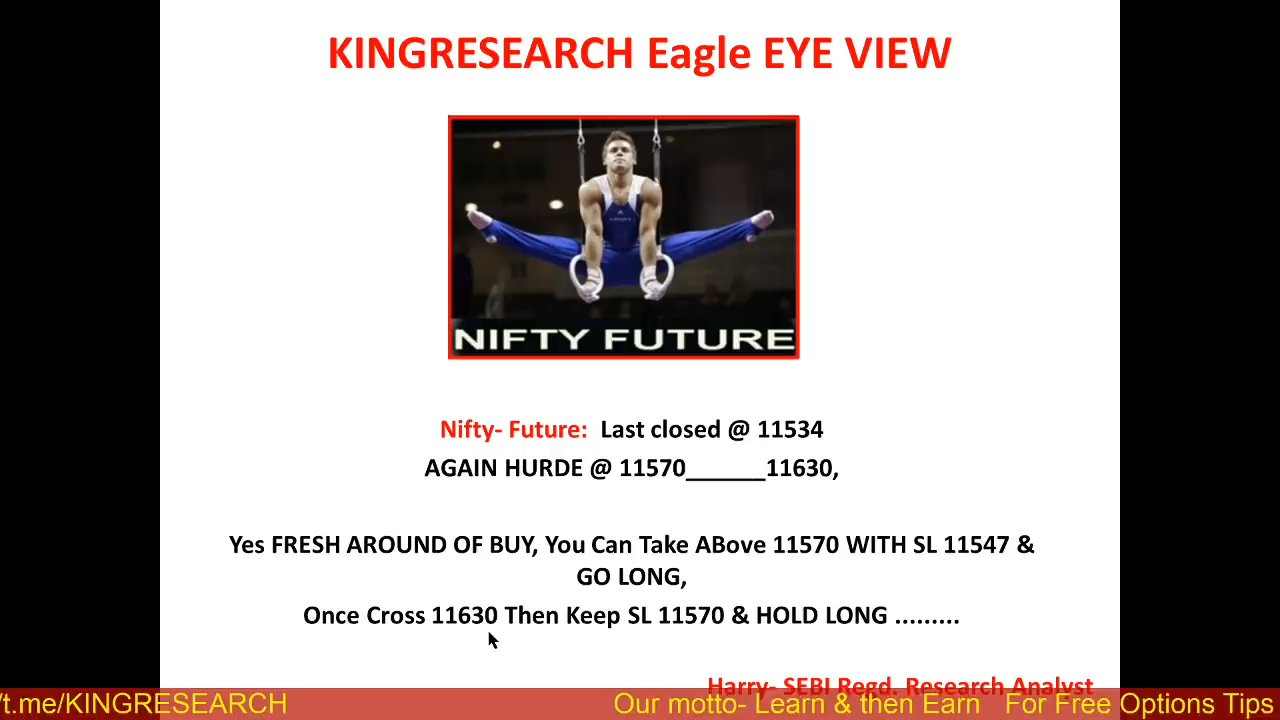 KINGRESEARCH Eagle EYE VIEW
NIFTY FUTURE
Nifty- Future: Last closed @ 11534
AGAIN HURDE @ 11570______11630,
Yes FRESH AROUND OF BUY, You Can Take ABove 11570 WITH SL 11547 &
GO LONG,
Once Cross 11630 Then Keep SL 11570 & HOLD LONG .........
Harry- SEBI Regd. Research Analyst
/t.me/KINGRESEARCH Our motto- Learn & then Earn For Free Options Tips